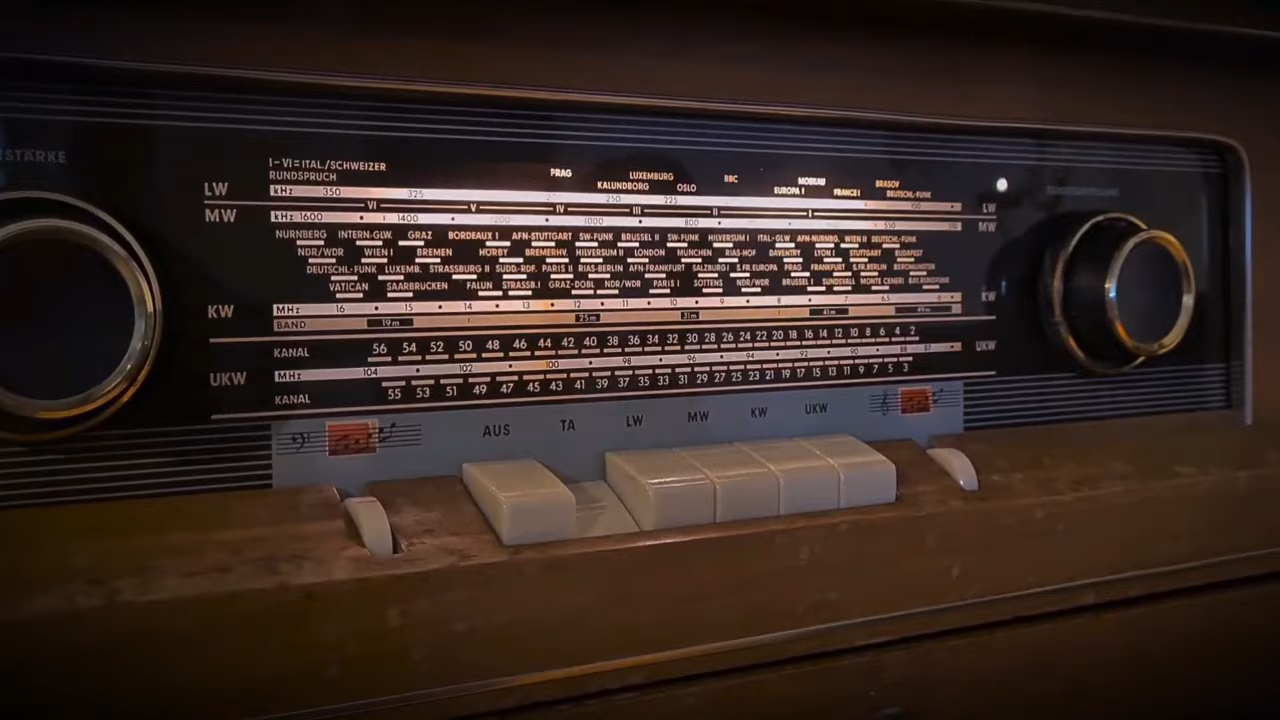 STÄRKE
I-VI=ITAL./SCHWEIZER
RUNDSPRUCH
PRAG LUXEMBURG BBC MOSKAU BRASOV
KALUNDBORG OSLO EUROPA I FRANCE I DEUTSCHL.-FUNK
LW kHz 350 325 250 225 150 LW
VI V IV III II I
MW kHz 1600 1400 1200 1000 800 550 MW
NÜRNBERG INTERN-GLW. GRAZ BORDEAUX 1 AFN-STUTTGART SW-FUNK BRUSSEL II SW-FUNK HILVERSUM I ITAL-GLW AFN-NURNBG. WIEN II DEUTSCHL-FUNK
NDR/WDR WIEN I BREMEN HÖRBY BREMERHV. HILVERSUM II LONDON MUNCHEN RIAS-HOF DAVENTRY LYON I STUTTGART BUDAPEST
DEUTSCHL-FUNK LUXEMB. STRASSBURG II SUDD.-RDF. PARIS II RIAS-BERLIN AFN-FRANKFURT SALZBURG I S.FR.EUROPA PRAG FRANKFURT S.FR.BERLIN BEROMUNSTER
VATICAN SAARBRUCKEN FALUN STRASSB.I GRAZ-DOBL NDR/WDR PARIS I SOTTENS NDR/WDR BRUSSEL I SUNDSVALL MONTE CENERI BAY.RUNDFUNK
KW MHz 16 15 14 13 12 11 10 9 8 7 6,5 6 KW
BAND 19m 25m 31m 41m 49m
KANAL 56 54 52 50 48 46 44 42 40 38 36 34 32 30 28 26 24 22 20 18 16 14 12 10 8 6 4 2
UKW MHz 104 102 100 98 96 94 92 90 88 87 UKW
KANAL 55 53 51 49 47 45 43 41 39 37 35 33 31 29 27 25 23 21 19 17 15 13 11 9 7 5 3
AUS TA LW MW KW UKW